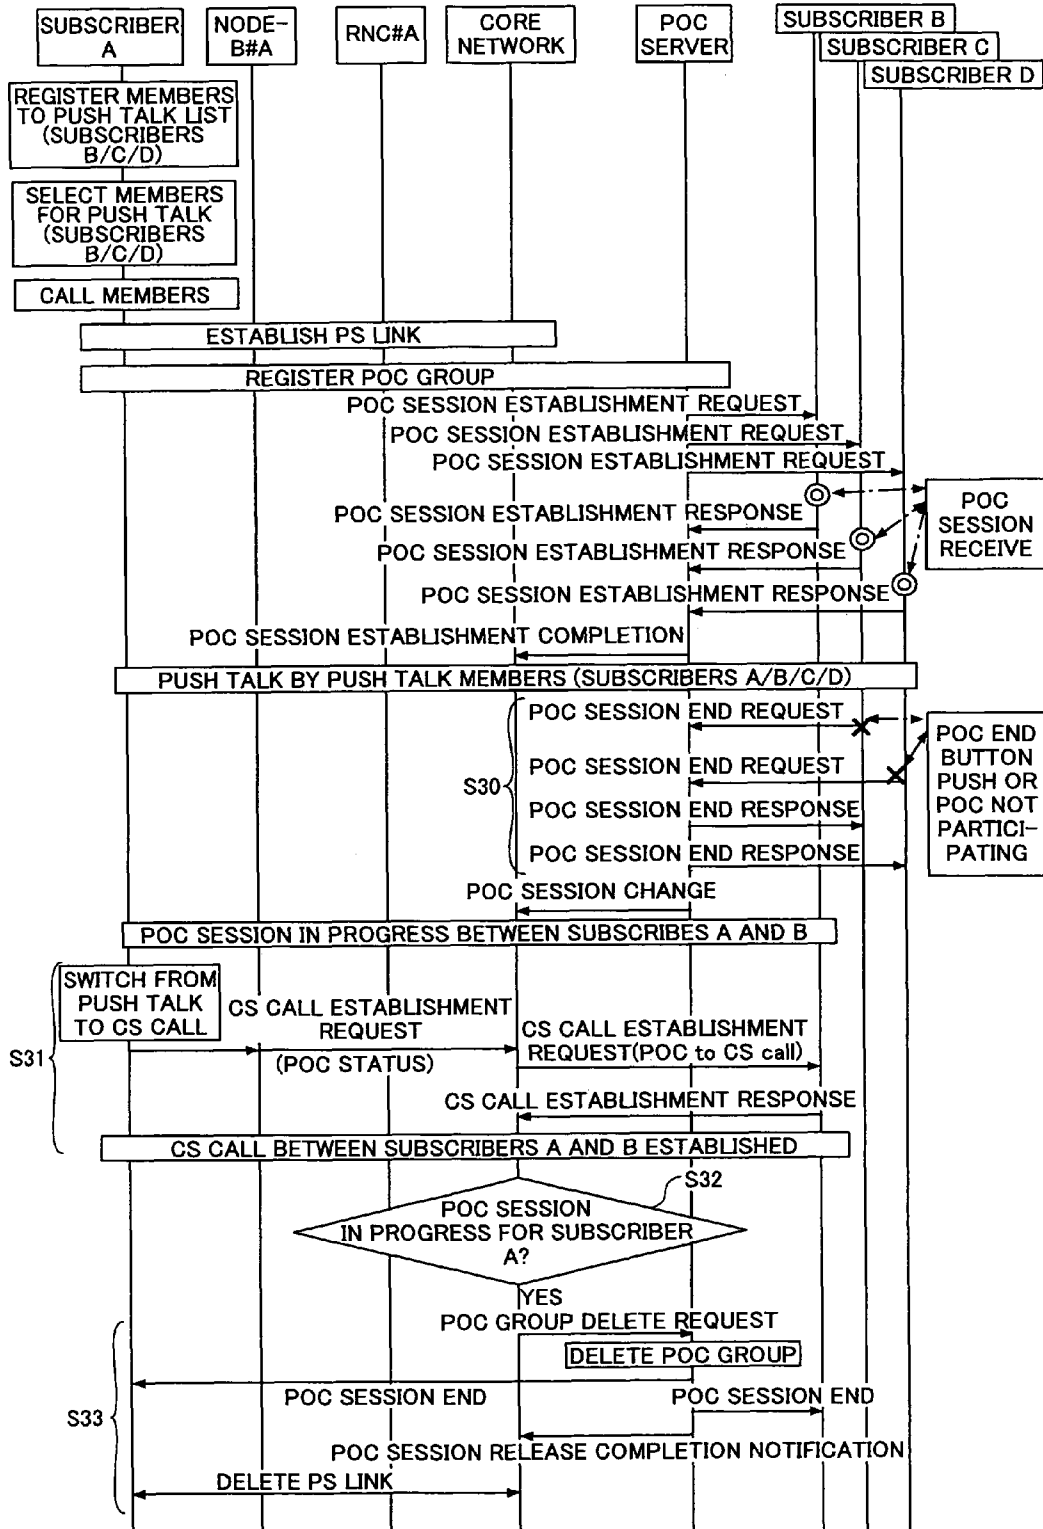 SUBSCRIBER
A
NODE-
B#A
RNC#A
CORE
NETWORK
POC
SERVER
SUBSCRIBER B
SUBSCRIBER C
SUBSCRIBER D
REGISTER MEMBERS
TO PUSH TALK LIST
(SUBSCRIBERS
B/C/D)
SELECT MEMBERS
FOR PUSH TALK
(SUBSCRIBERS
B/C/D)
CALL MEMBERS
ESTABLISH PS LINK
REGISTER POC GROUP
POC SESSION ESTABLISHMENT REQUEST
POC SESSION ESTABLISHMENT REQUEST
POC SESSION ESTABLISHMENT REQUEST
POC
SESSION
RECEIVE
POC SESSION ESTABLISHMENT RESPONSE
POC SESSION ESTABLISHMENT RESPONSE
POC SESSION ESTABLISHMENT RESPONSE
POC SESSION ESTABLISHMENT COMPLETION
PUSH TALK BY PUSH TALK MEMBERS (SUBSCRIBERS A/B/C/D)
POC SESSION END REQUEST
POC SESSION END REQUEST
S30
POC SESSION END RESPONSE
POC SESSION END RESPONSE
POC END
BUTTON
PUSH OR
POC NOT
PARTICI-
PATING
POC SESSION CHANGE
POC SESSION IN PROGRESS BETWEEN SUBSCRIBES A AND B
SWITCH FROM
PUSH TALK
TO CS CALL
S31
CS CALL ESTABLISHMENT
REQUEST
(POC STATUS)
CS CALL ESTABLISHMENT
REQUEST(POC to CS call)
CS CALL ESTABLISHMENT RESPONSE
CS CALL BETWEEN SUBSCRIBERS A AND B ESTABLISHED
S32
POC SESSION
IN PROGRESS FOR SUBSCRIBER
A?
YES
POC GROUP DELETE REQUEST
DELETE POC GROUP
POC SESSION END
POC SESSION END
S33
POC SESSION RELEASE COMPLETION NOTIFICATION
DELETE PS LINK